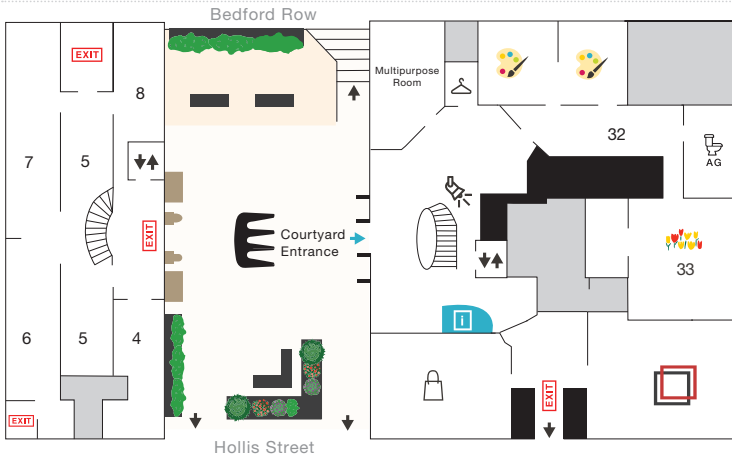 Bedford Row
EXIT
Multipurpose
Room
8
32
AG
7
5
EXIT
Courtyard
Entrance
33
i
6
5
4
EXIT
EXIT
Hollis Street